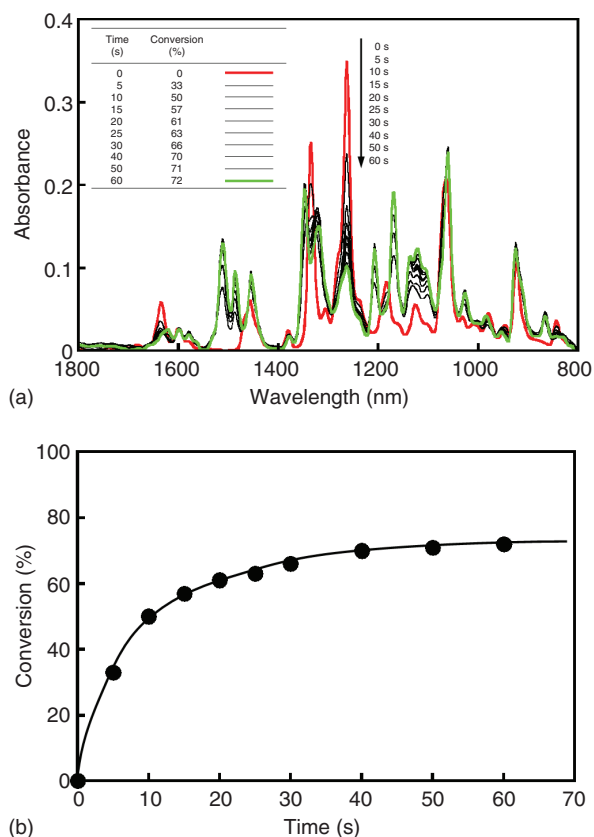 0.4
0.3
0.2
0.1
0
Absorbance
Time Conversion
(s) (%)
0 0
5 33
10 50
15 57
20 61
25 63
30 66
40 70
50 71
60 72
0 s
5 s
10 s
15 s
20 s
25 s
30 s
40 s
50 s
60 s
1800 1600 1400 1200 1000 800
(a) Wavelength (nm)
100
80
60
40
20
0
Conversion (%)
0 10 20 30 40 50 60 70
(b) Time (s)